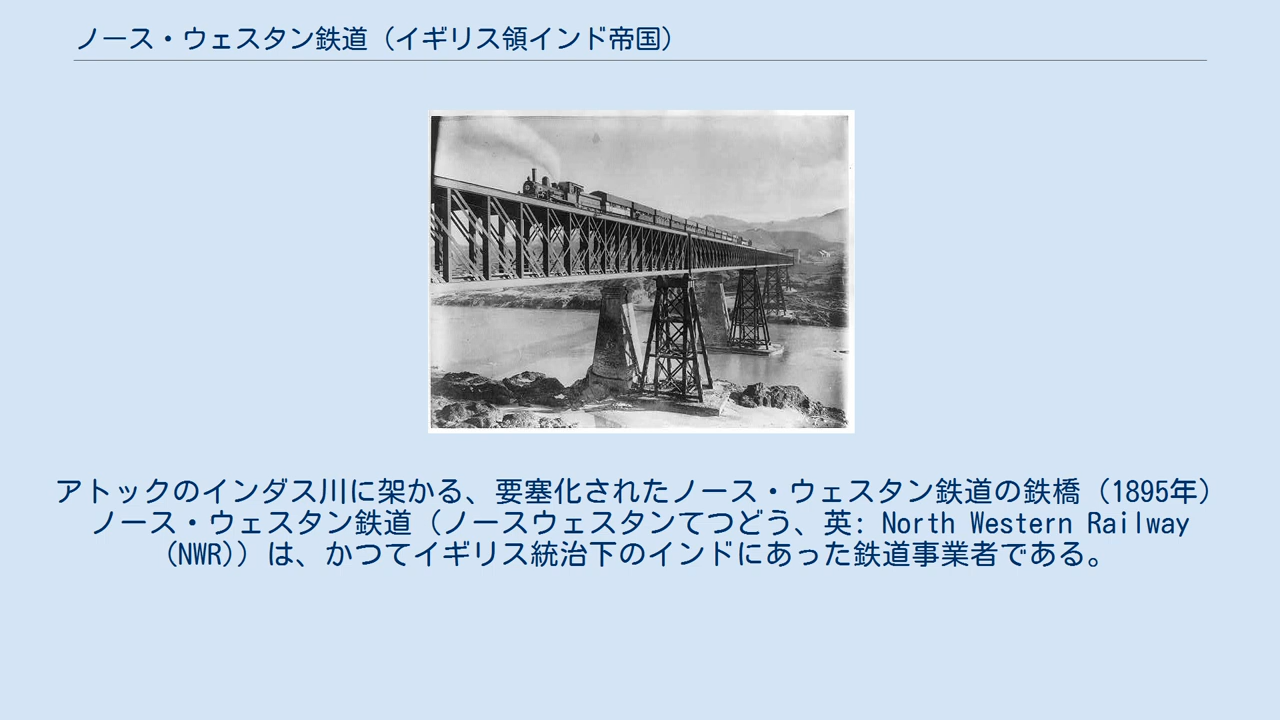 ノース・ウェスタン鉄道（イギリス領インド帝国）
アトックのインダス川に架かる、要塞化されたノース・ウェスタン鉄道の鉄橋（1895年）
ノース・ウェスタン鉄道（ノースウェスタンてつどう、英: North Western Railway
（NWR））は、かつてイギリス統治下のインドにあった鉄道事業者である。